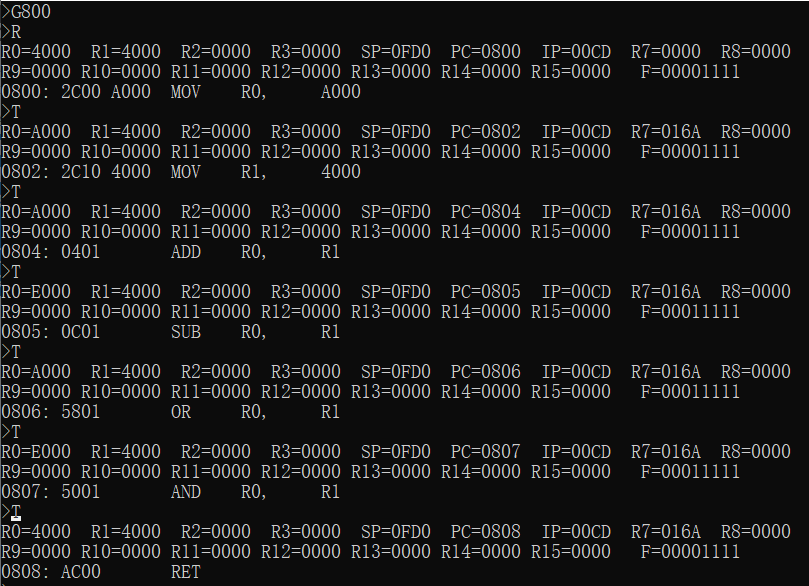 >G800
>R
R0=4000 R1=4000 R2=0000 R3=0000 SP=0FD0 PC=0800 IP=00CD R7=0000 R8=0000
R9=0000 R10=0000 R11=0000 R12=0000 R13=0000 R14=0000 R15=0000 F=00001111
0800: 2C00 A000 MOV R0, A000
>T
R0=A000 R1=4000 R2=0000 R3=0000 SP=0FD0 PC=0802 IP=00CD R7=016A R8=0000
R9=0000 R10=0000 R11=0000 R12=0000 R13=0000 R14=0000 R15=0000 F=00001111
0802: 2C10 4000 MOV R1, 4000
>T
R0=A000 R1=4000 R2=0000 R3=0000 SP=0FD0 PC=0804 IP=00CD R7=016A R8=0000
R9=0000 R10=0000 R11=0000 R12=0000 R13=0000 R14=0000 R15=0000 F=00001111
0804: 0401 ADD R0, R1
>T
R0=E000 R1=4000 R2=0000 R3=0000 SP=0FD0 PC=0805 IP=00CD R7=016A R8=0000
R9=0000 R10=0000 R11=0000 R12=0000 R13=0000 R14=0000 R15=0000 F=00011111
0805: 0C01 SUB R0, R1
>T
R0=A000 R1=4000 R2=0000 R3=0000 SP=0FD0 PC=0806 IP=00CD R7=016A R8=0000
R9=0000 R10=0000 R11=0000 R12=0000 R13=0000 R14=0000 R15=0000 F=00011111
0806: 5801 OR R0, R1
>T
R0=E000 R1=4000 R2=0000 R3=0000 SP=0FD0 PC=0807 IP=00CD R7=016A R8=0000
R9=0000 R10=0000 R11=0000 R12=0000 R13=0000 R14=0000 R15=0000 F=00011111
0807: 5001 AND R0, R1
>T
R0=4000 R1=4000 R2=0000 R3=0000 SP=0FD0 PC=0808 IP=00CD R7=016A R8=0000
R9=0000 R10=0000 R11=0000 R12=0000 R13=0000 R14=0000 R15=0000 F=00011111
0808: AC00 RET